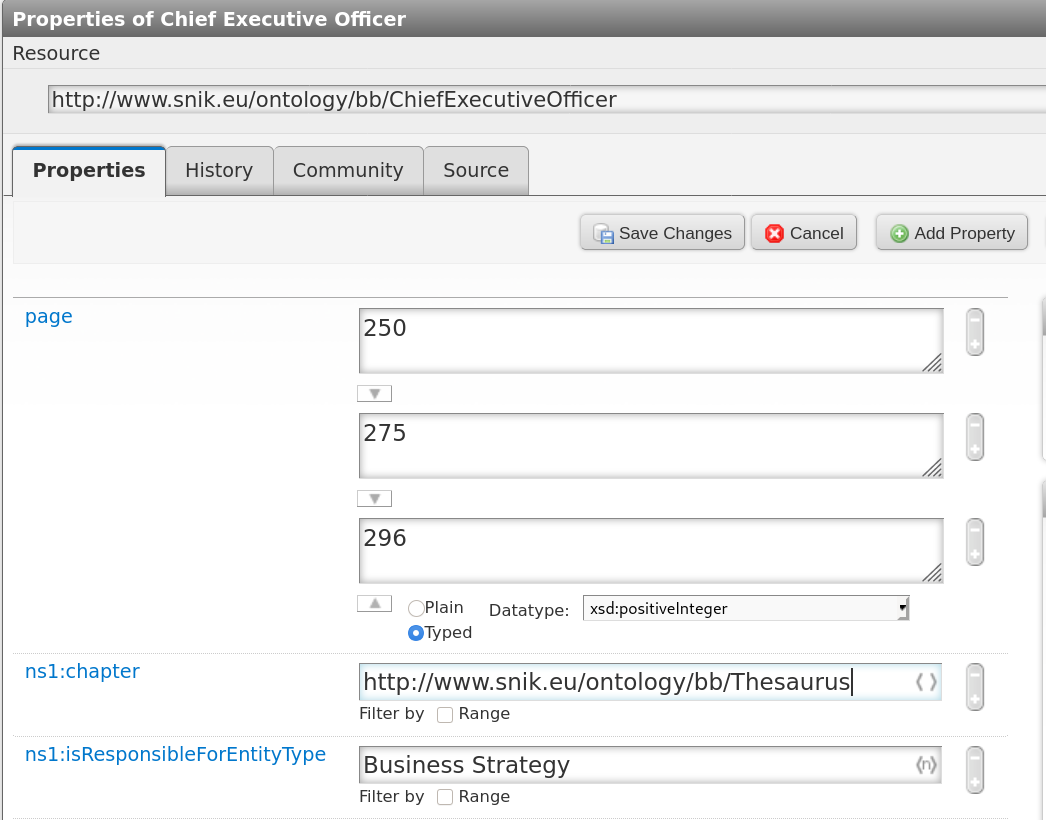 Properties of Chief Executive Officer
Resource
http://www.snik.eu/ontology/bb/ChiefExecutiveOfficer
Properties History Community Source
Save Changes Cancel Add Property
page 250
275
296
Plain Datatype: xsd:positiveInteger
Typed
ns1:chapter http://www.snik.eu/ontology/bb/Thesaurus
Filter by Range
ns1:isResponsibleForEntityType Business Strategy
Filter by Range